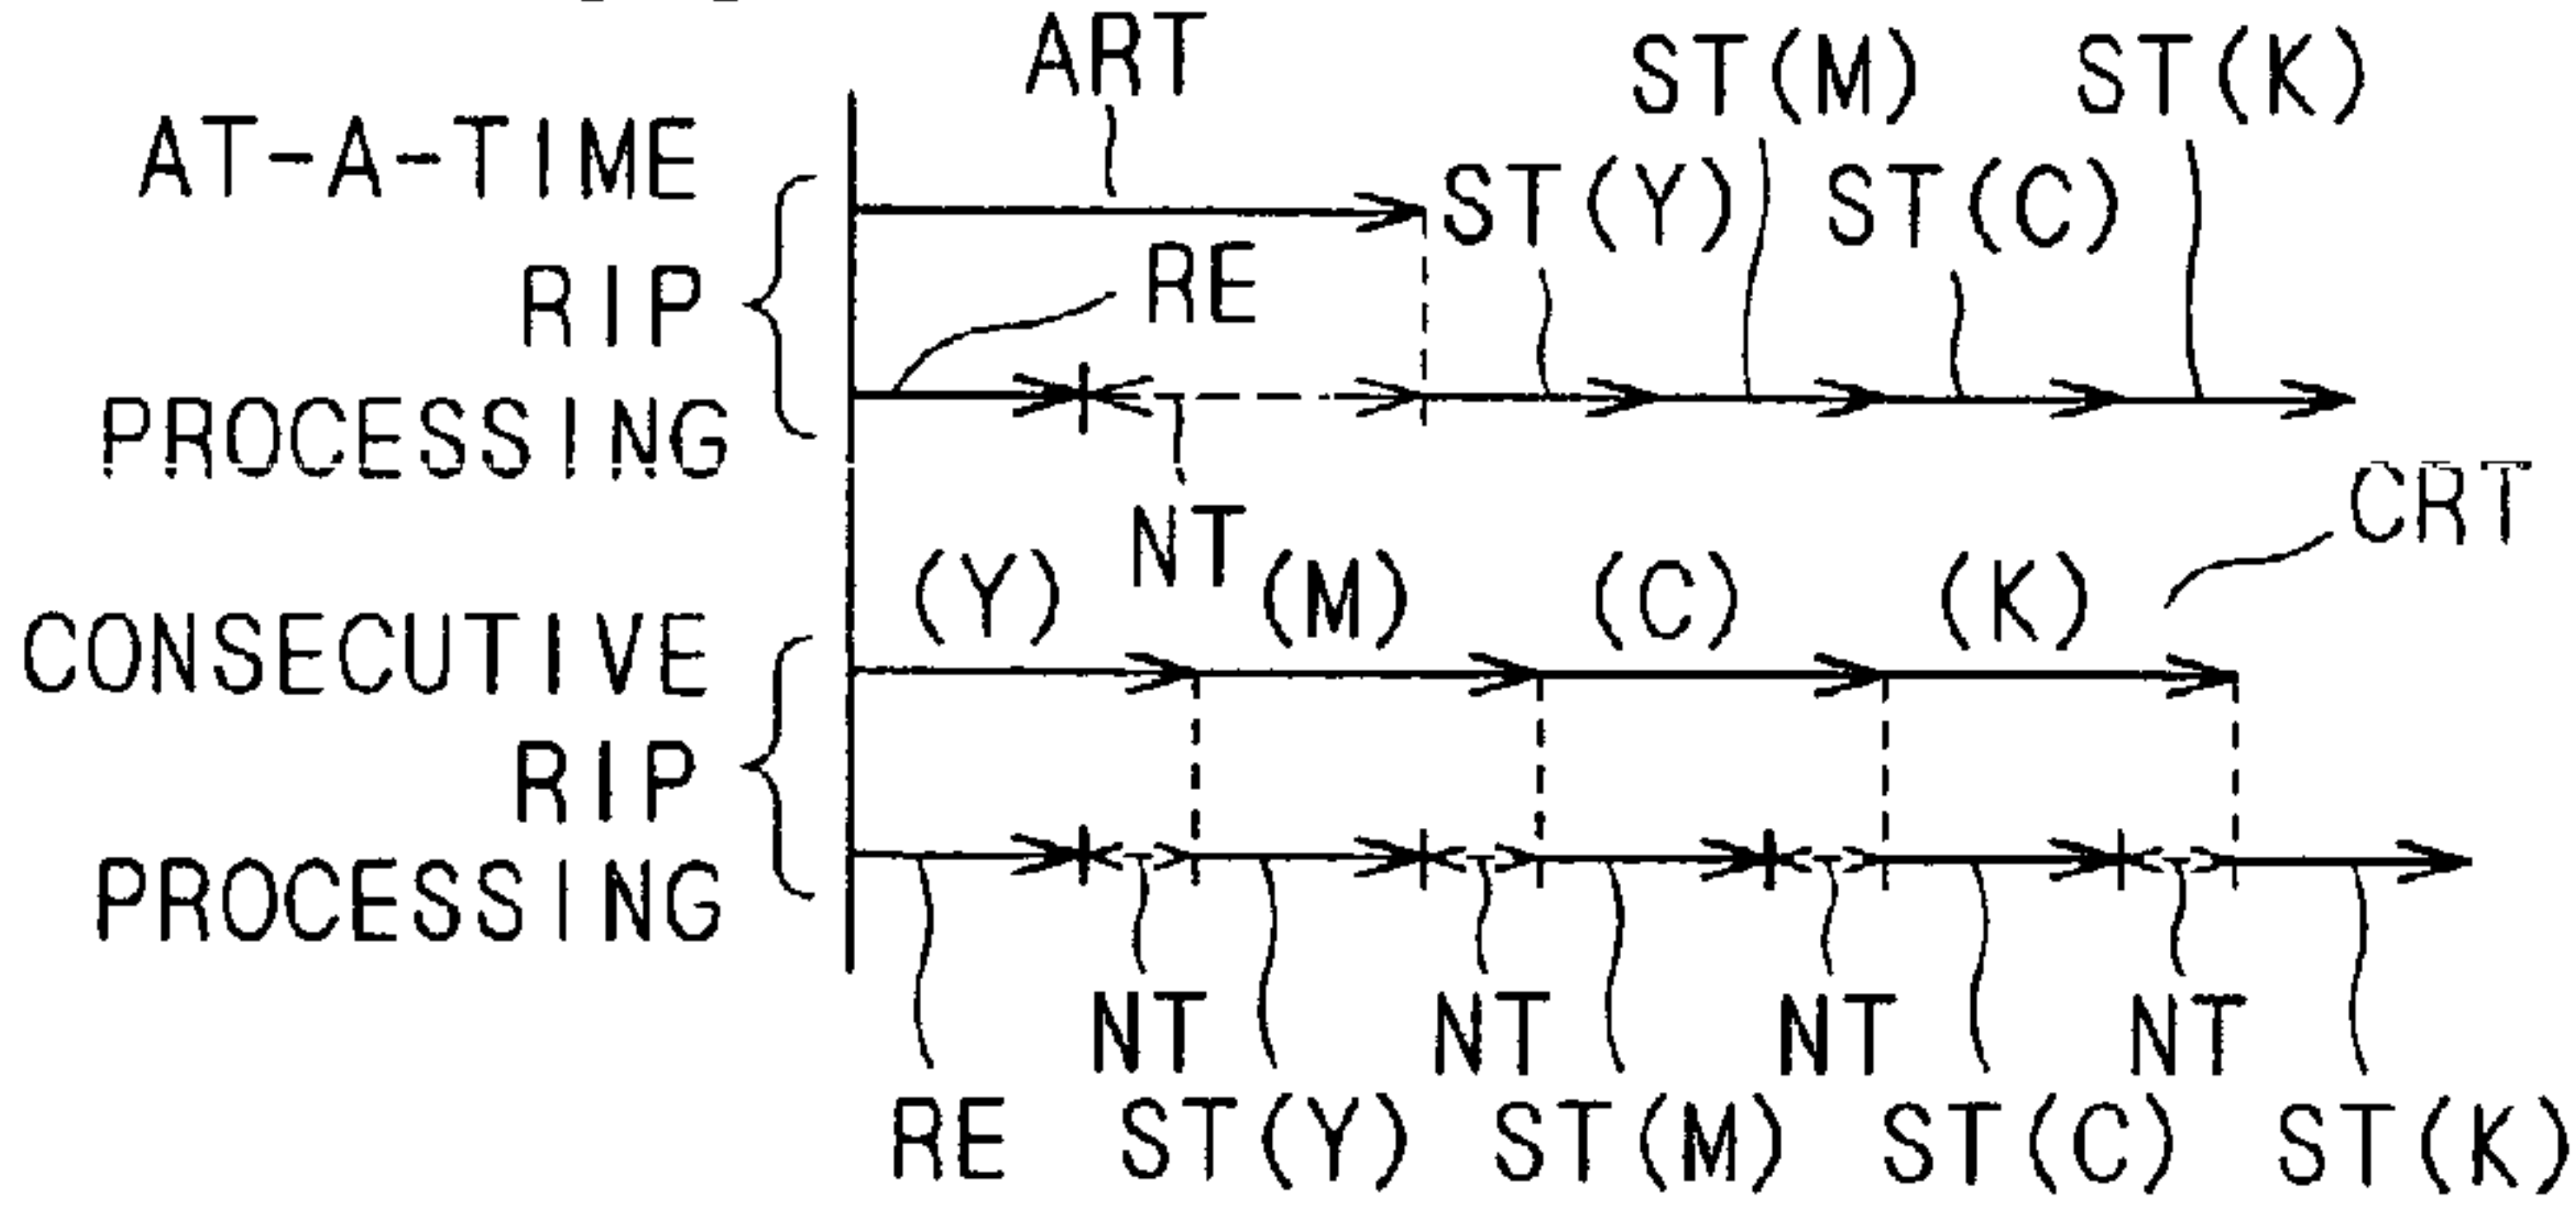 ART
ST(M) ST(K)
AT-A-TIME
ST(Y) ST(C)
RE
RIP
PROCESSING
CRT
NT
(Y) (M) (C) (K)
CONSECUTIVE
RIP
PROCESSING
NT NT NT NT
RE ST(Y) ST(M) ST(C) ST(K)